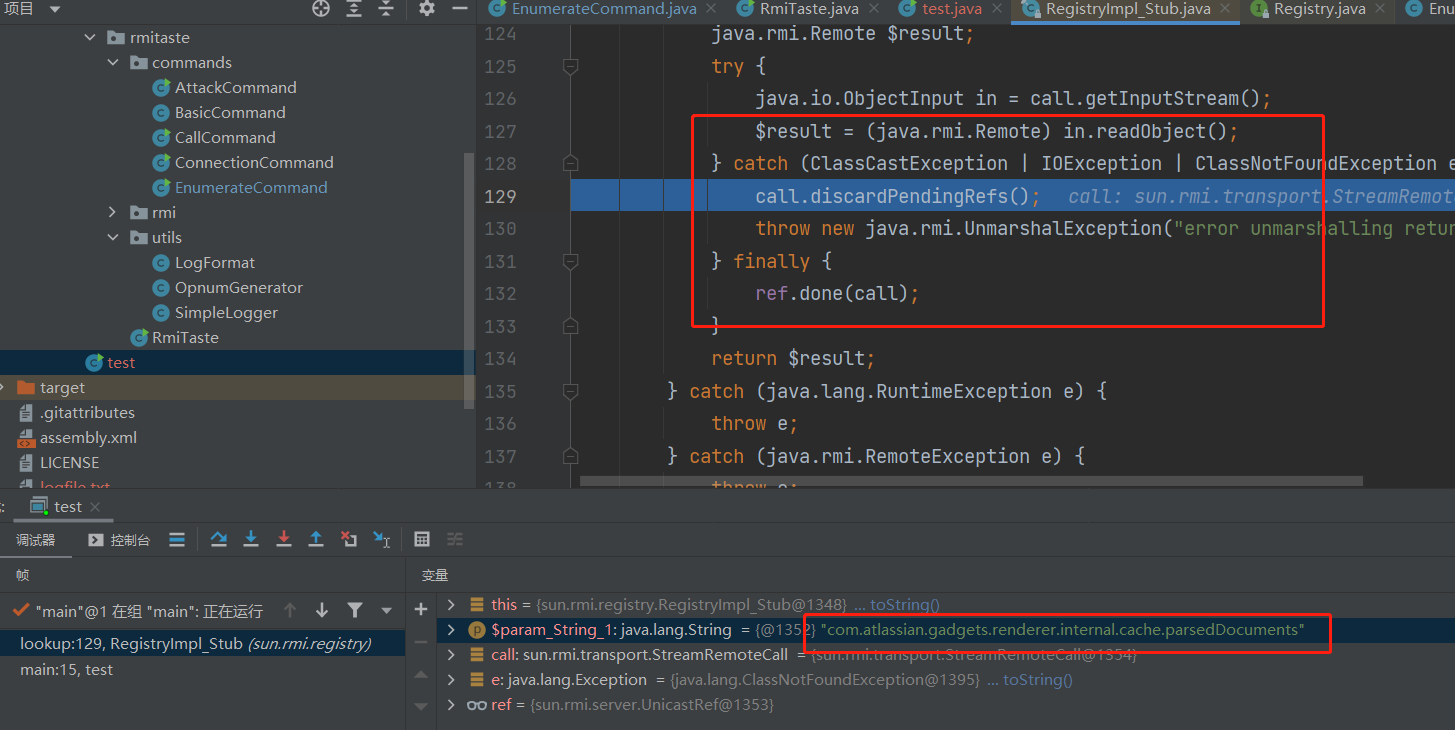 项目
EnumerateCommand.java
RmiTaste.java
test.java
RegistryImpl_Stub.java
Registry.java
Enu
rmitaste
commands
AttackCommand
BasicCommand
CallCommand
ConnectionCommand
EnumerateCommand
rmi
utils
LogFormat
OpnumGenerator
SimpleLogger
RmiTaste
test
target
.gitattributes
assembly.xml
LICENSE
logfile.txt
124 java.rmi.Remote $result;
125 try {
126 java.io.ObjectInput in = call.getInputStream();
127 $result = (java.rmi.Remote) in.readObject();
128 } catch (ClassCastException | IOException | ClassNotFoundException e
129 call.discardPendingRefs(); call: sun.rmi.transport.StreamRemot
130 throw new java.rmi.UnmarshalException("error unmarshalling retur
131 } finally {
132 ref.done(call);
133 }
134 return $result;
135 } catch (java.lang.RuntimeException e) {
136 throw e;
137 } catch (java.rmi.RemoteException e) {
138 throw e;
test
调试器
控制台
帧
"main"@1 在组 "main": 正在运行
lookup:129, RegistryImpl_Stub (sun.rmi.registry)
main:15, test
变量
this = {sun.rmi.registry.RegistryImpl_Stub@1348} ... toString()
$param_String_1: java.lang.String = {@1352} "com.atlassian.gadgets.renderer.internal.cache.parsedDocuments"
call: sun.rmi.transport.StreamRemoteCall = {sun.rmi.transport.StreamRemoteCall@1354}
e: java.lang.Exception = {java.lang.ClassNotFoundException@1395} ... toString()
ref = {sun.rmi.server.UnicastRef@1353}